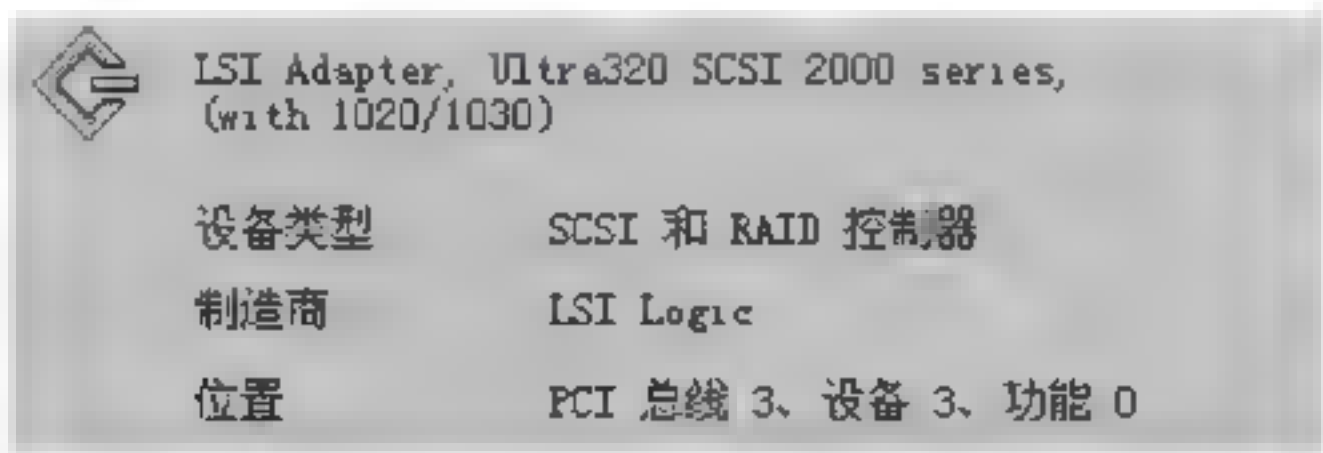 LSI Adapter, Ultra320 SCSI 2000 series,
(with 1020/1030)
设备类型 SCSI 和 RAID 控制器
制造商 LSI Logic
位置 PCI 总线 3、设备 3、功能 0